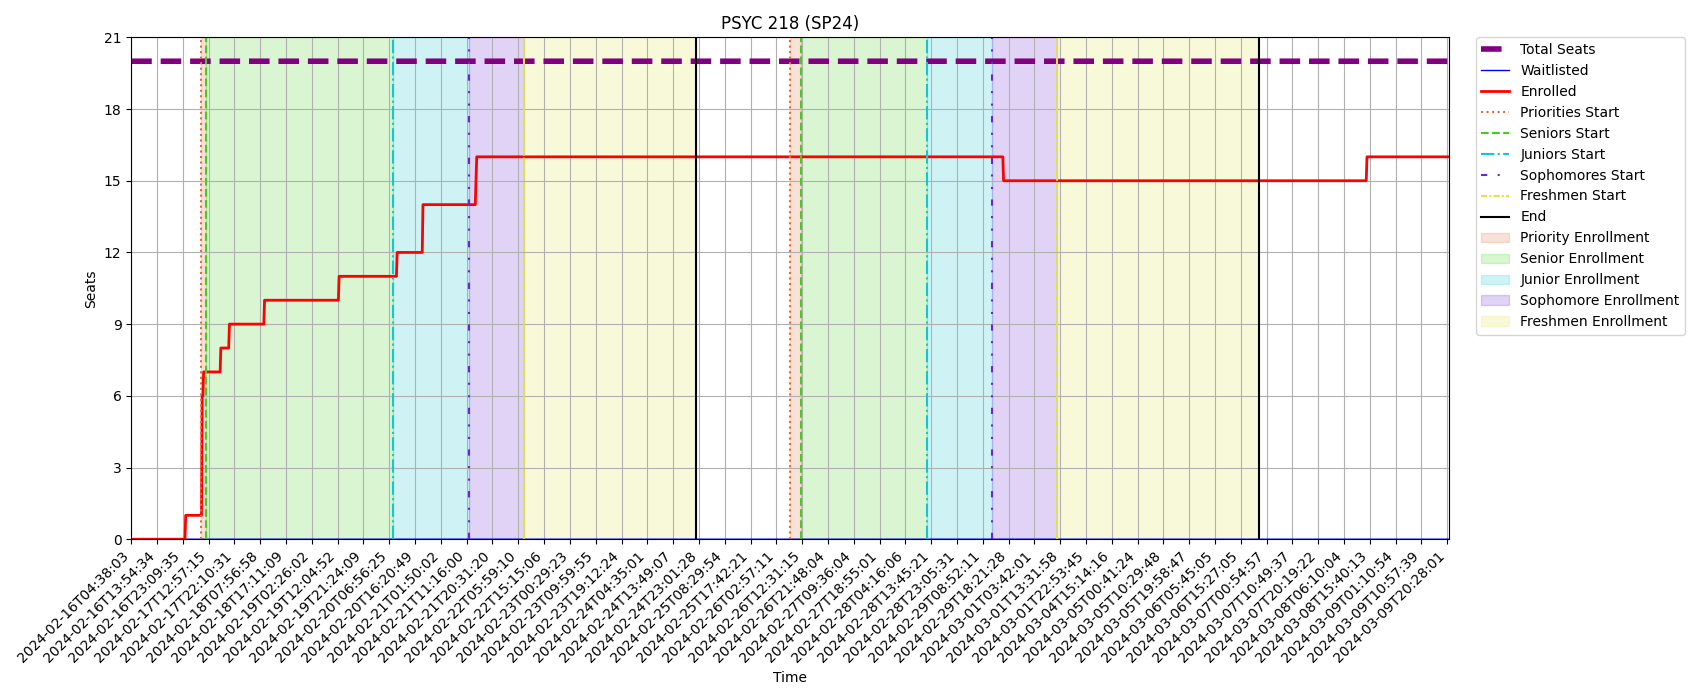 PSYC 218 (SP24)
21
18
15
12
9
6
3
0
Seats
2024-02-16T04:38:03
2024-02-16T13:54:34
2024-02-16T23:09:35
2024-02-17T12:57:15
2024-02-17T22:10:31
2024-02-18T07:56:58
2024-02-18T17:11:09
2024-02-19T02:26:02
2024-02-19T12:04:52
2024-02-19T21:24:09
2024-02-20T06:56:25
2024-02-20T16:20:49
2024-02-21T01:50:02
2024-02-21T11:16:00
2024-02-21T20:31:20
2024-02-22T05:59:10
2024-02-22T15:15:06
2024-02-23T00:29:23
2024-02-23T09:59:55
2024-02-23T19:12:24
2024-02-24T04:35:01
2024-02-24T13:49:07
2024-02-24T23:01:28
2024-02-25T08:29:54
2024-02-25T17:42:21
2024-02-26T02:57:11
2024-02-26T12:31:15
2024-02-26T21:48:04
2024-02-27T09:36:04
2024-02-27T18:55:01
2024-02-28T04:16:06
2024-02-28T13:45:21
2024-02-28T23:05:31
2024-02-29T08:52:11
2024-02-29T18:21:28
2024-03-01T03:42:01
2024-03-01T13:31:58
2024-03-01T22:53:45
2024-03-04T15:14:16
2024-03-05T00:41:24
2024-03-05T10:29:48
2024-03-05T19:58:47
2024-03-06T05:45:05
2024-03-06T15:27:05
2024-03-07T00:54:57
2024-03-07T10:49:37
2024-03-07T20:19:22
2024-03-08T06:10:04
2024-03-08T15:40:13
2024-03-09T01:10:54
2024-03-09T10:57:39
2024-03-09T20:28:01
Time
Total Seats
Waitlisted
Enrolled
Priorities Start
Seniors Start
Juniors Start
Sophomores Start
Freshmen Start
End
Priority Enrollment
Senior Enrollment
Junior Enrollment
Sophomore Enrollment
Freshmen Enrollment